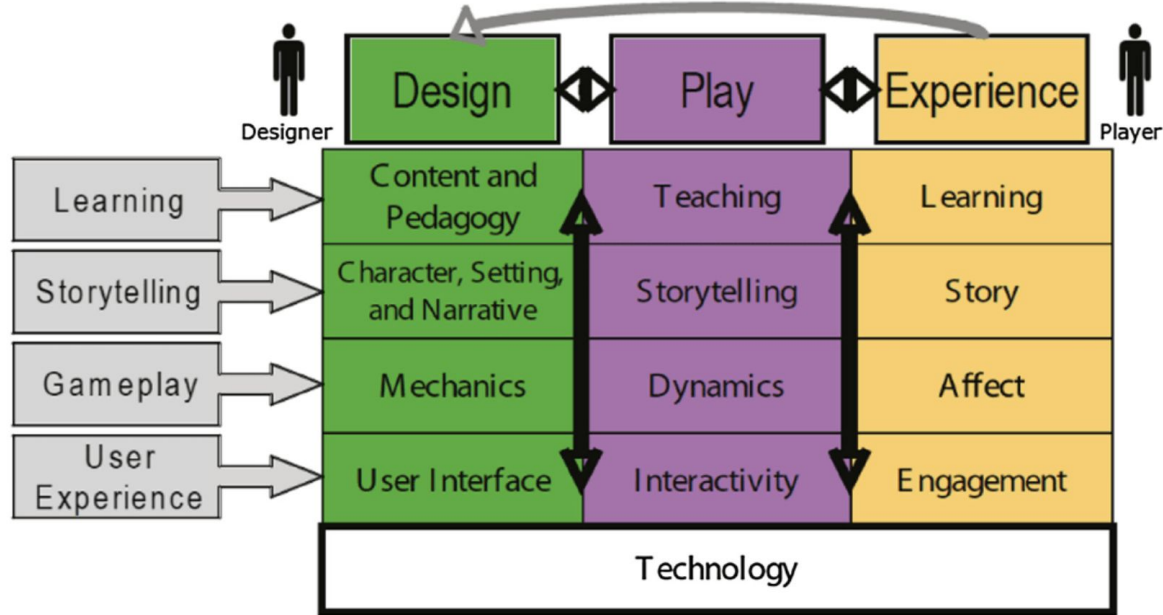 Design
Play
Experience
Designer
Player
Learning
Content and
Pedagogy
Teaching
Learning
Storytelling
Character, Setting,
and Narrative
Storytelling
Story
Gameplay
Mechanics
Dynamics
Affect
User
Experience
User Interface
Interactivity
Engagement
Technology